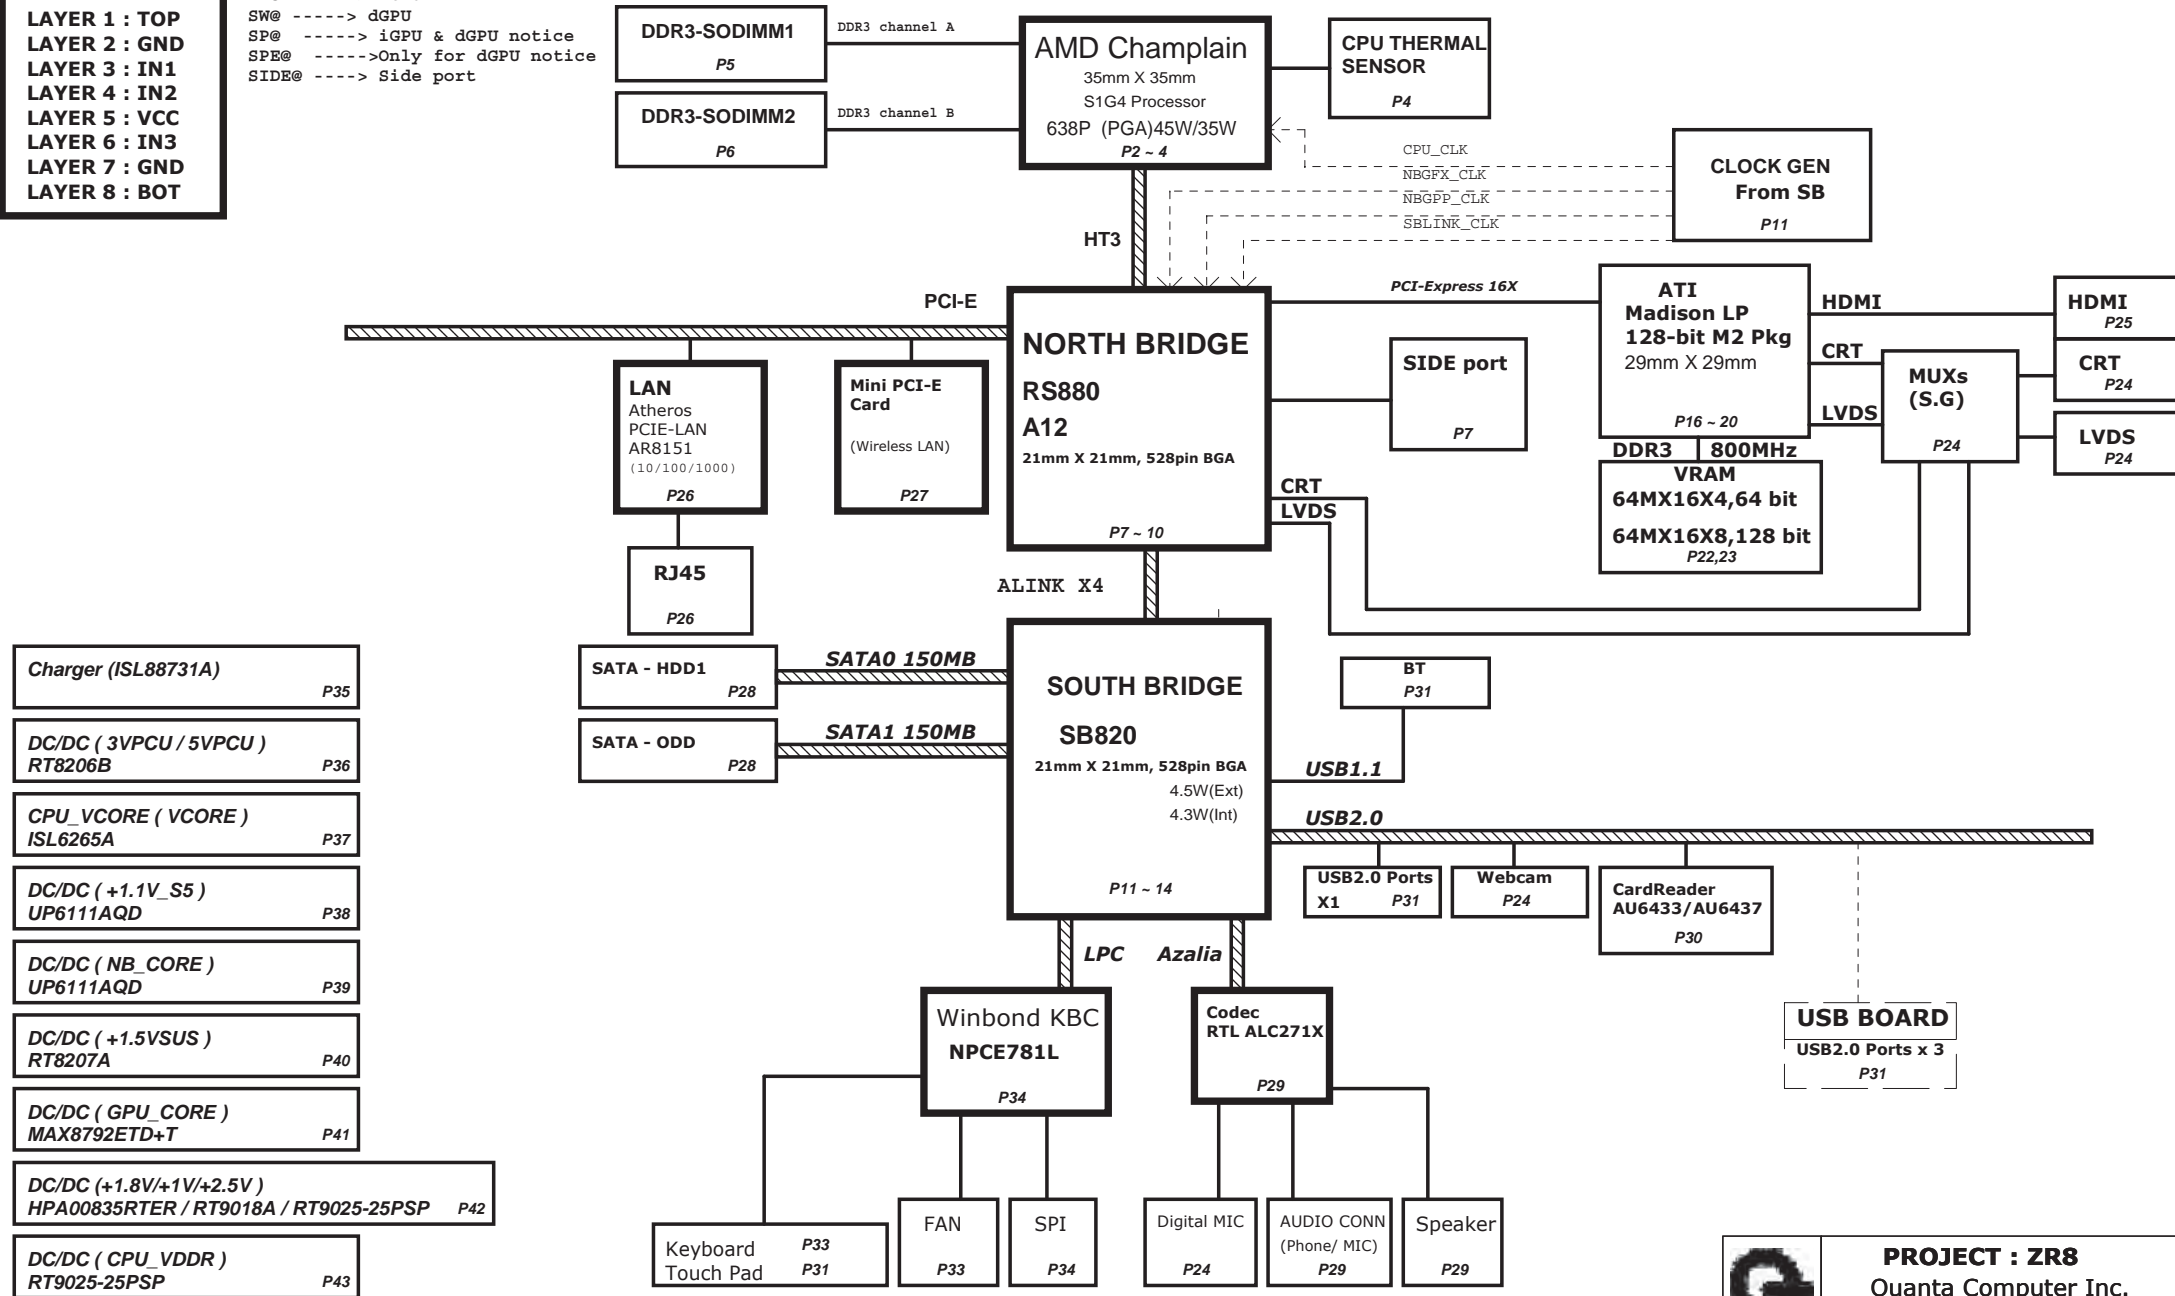 LAYER 1 : TOP
LAYER 2 : GND
LAYER 3 : IN1
LAYER 4 : IN2
LAYER 5 : VCC
LAYER 6 : IN3
LAYER 7 : GND
LAYER 8 : BOT
SW@ -----> dGPU
SP@ -----> iGPU & dGPU notice
SPE@ ----->Only for dGPU notice
SIDE@ ----> Side port
DDR3-SODIMM1
P5
DDR3 channel A
DDR3-SODIMM2
P6
DDR3 channel B
AMD Champlain
35mm X 35mm
S1G4 Processor
638P (PGA)45W/35W
P2 ~ 4
CPU THERMAL
SENSOR
P4
CPU_CLK
NBGFX_CLK
NBGPP_CLK
SBLINK_CLK
CLOCK GEN
From SB
P11
HT3
PCI-E
NORTH BRIDGE
RS880
A12
21mm X 21mm, 528pin BGA
P7 ~ 10
PCI-Express 16X
SIDE port
P7
ATI
Madison LP
128-bit M2 Pkg
29mm X 29mm
P16 ~ 20
HDMI
CRT
LVDS
MUXs
(S.G)
P24
HDMI
P25
CRT
P24
LVDS
P24
DDR3
800MHz
VRAM
64MX16X4,64 bit
64MX16X8,128 bit
P22,23
LAN
Atheros
PCIE-LAN
AR8151
(10/100/1000)
P26
Mini PCI-E
Card
(Wireless LAN)
P27
RJ45
P26
CRT
LVDS
ALINK X4
SATA - HDD1
P28
SATA0 150MB
SATA - ODD
P28
SATA1 150MB
SOUTH BRIDGE
SB820
21mm X 21mm, 528pin BGA
4.5W(Ext)
4.3W(Int)
P11 ~ 14
BT
P31
USB1.1
USB2.0
USB2.0 Ports
X1 P31
Webcam
P24
CardReader
AU6433/AU6437
P30
USB BOARD
USB2.0 Ports x 3
P31
LPC
Azalia
Winbond KBC
NPCE781L
P34
Codec
RTL ALC271X
P29
Keyboard P33
Touch Pad P31
FAN
P33
SPI
P34
Digital MIC
P24
AUDIO CONN
(Phone/ MIC)
P29
Speaker
P29
Charger (ISL88731A)
P35
DC/DC ( 3VPCU / 5VPCU )
RT8206B P36
CPU_VCORE ( VCORE )
ISL6265A P37
DC/DC ( +1.1V_S5 )
UP6111AQD P38
DC/DC ( NB_CORE )
UP6111AQD P39
DC/DC ( +1.5VSUS )
RT8207A P40
DC/DC ( GPU_CORE )
MAX8792ETD+T P41
DC/DC (+1.8V/+1V/+2.5V )
HPA00835RTER / RT9018A / RT9025-25PSP P42
DC/DC ( CPU_VDDR )
RT9025-25PSP P43
PROJECT : ZR8
Quanta Computer Inc.